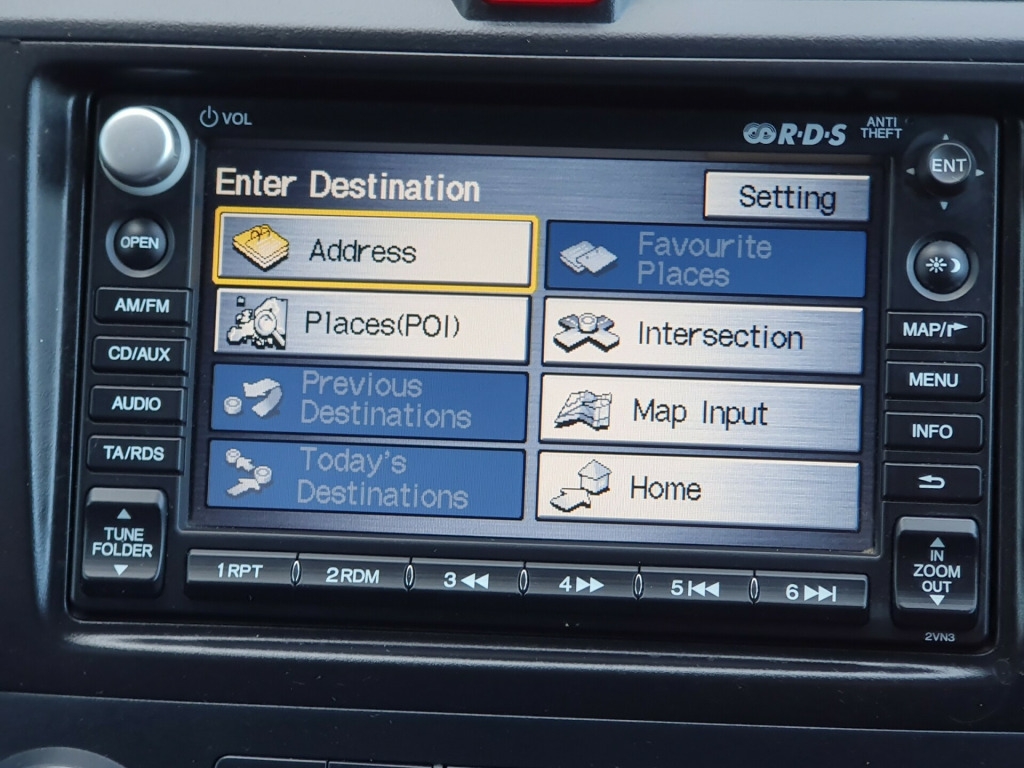 VOL
R·D·S
ANTI
THEFT
ENT
Enter Destination
Setting
OPEN
Address
Favourite
Places
AM/FM
Places(POI)
Intersection
MAP/
CD/AUX
Previous
Destinations
Map Input
MENU
AUDIO
INFO
TA/RDS
Today's
Destinations
Home
TUNE
FOLDER
IN
ZOOM
OUT
1RPT
2RDM
3
4
5
6
2VN3